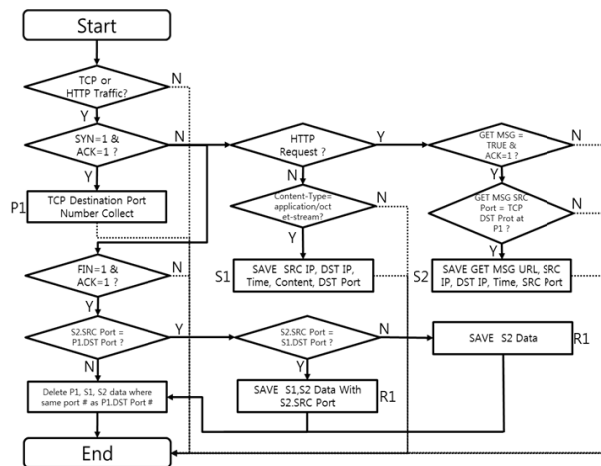 Start
TCP or
HTTP Traffic?
N
Y
SYN=1 &
ACK=1 ?
N
Y
HTTP
Request ?
Y
N
GET MSG =
TRUE &
ACK=1 ?
N
Y
P1
TCP Destination Port
Number Collect
Content-Type=
application/oct
et-stream?
N
Y
GET MSG SRC
Port = TCP
DST Prot at
P1 ?
N
Y
FIN=1 &
ACK=1 ?
N
Y
S1
SAVE SRC IP, DST IP,
Time, Content, DST Port
S2
SAVE GET MSG URL, SRC
IP, DST IP, Time, SRC Port
S2.SRC Port =
P1.DST Port ?
Y
N
S2.SRC Port =
S1.DST Port ?
N
Y
SAVE S2 Data
R1
Delete P1, S1, S2 data where
same port # as P1.DST Port #
SAVE S1,S2 Data With
S2.SRC Port
R1
End